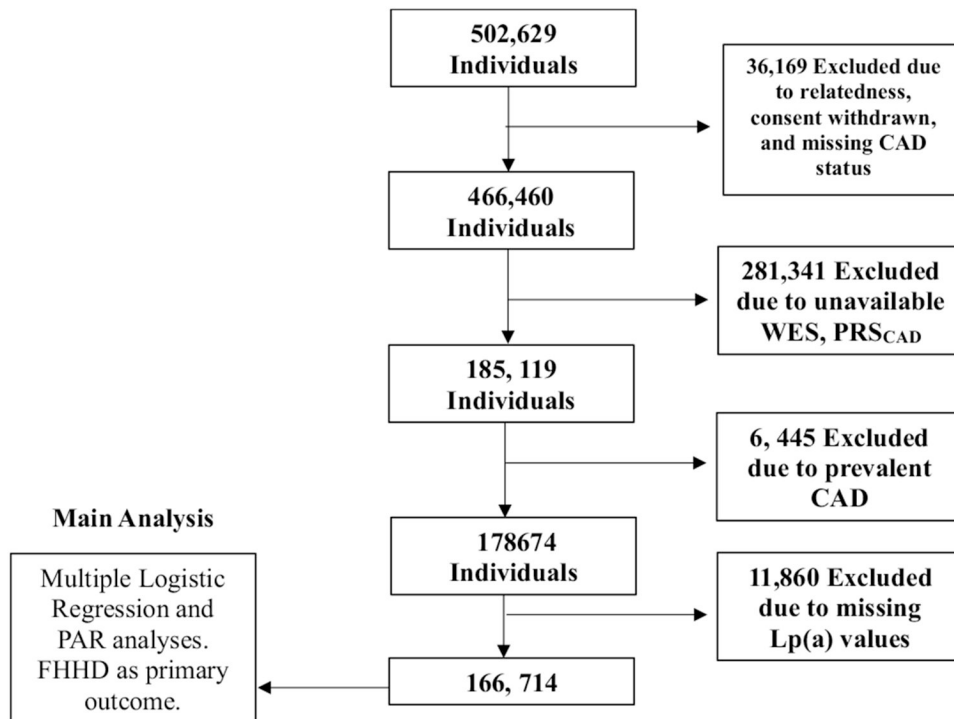 502,629
Individuals
36,169 Excluded due
to relatedness,
consent withdrawn,
and missing CAD
status
466,460
Individuals
281,341 Excluded
due to unavailable
WES, PRSCAD
185, 119
Individuals
6, 445 Excluded
due to prevalent
CAD
178674
Individuals
11,860 Excluded
due to missing
Lp(a) values
166, 714
Main Analysis
Multiple Logistic
Regression and
PAR analyses.
FHHD as primary
outcome.